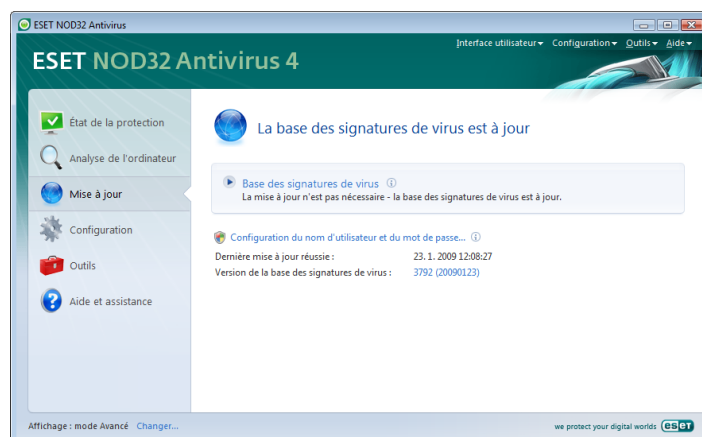 ESET NOD32 Antivirus
Interface utilisateur Configuration Outils Aide
ESET NOD32 Antivirus 4
État de la protection
Analyse de l'ordinateur
Mise à jour
Configuration
Outils
Aide et assistance
La base des signatures de virus est à jour
Base des signatures de virus
La mise à jour n'est pas nécessaire - la base des signatures de virus est à jour.
Configuration du nom d'utilisateur et du mot de passe...
Dernière mise à jour réussie : 23. 1. 2009 12:08:27
Version de la base des signatures de virus : 3792 (20090123)
Affichage : mode Avancé Changer...
we protect your digital worlds eseT